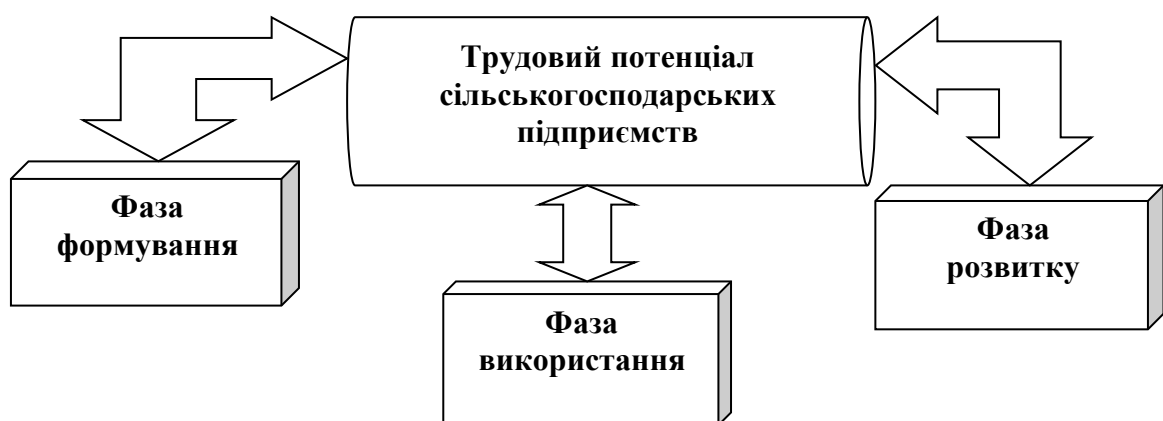 Трудовий потенціал
сільськогосподарських
підприємств
Фаза
формування
Фаза
використання
Фаза
розвитку